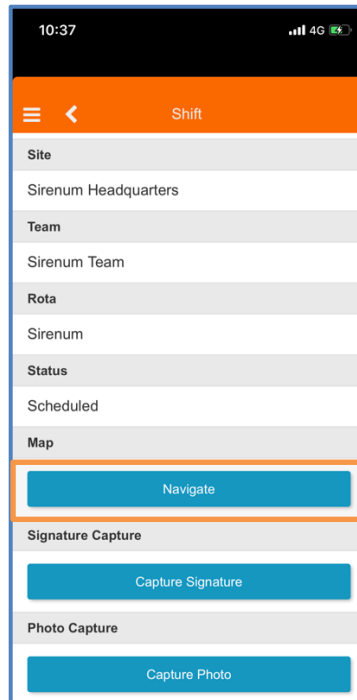 10:37
4G
Shift
Site
Sirenum Headquarters
Team
Sirenum Team
Rota
Sirenum
Status
Scheduled
Map
Navigate
Signature Capture
Capture Signature
Photo Capture
Capture Photo